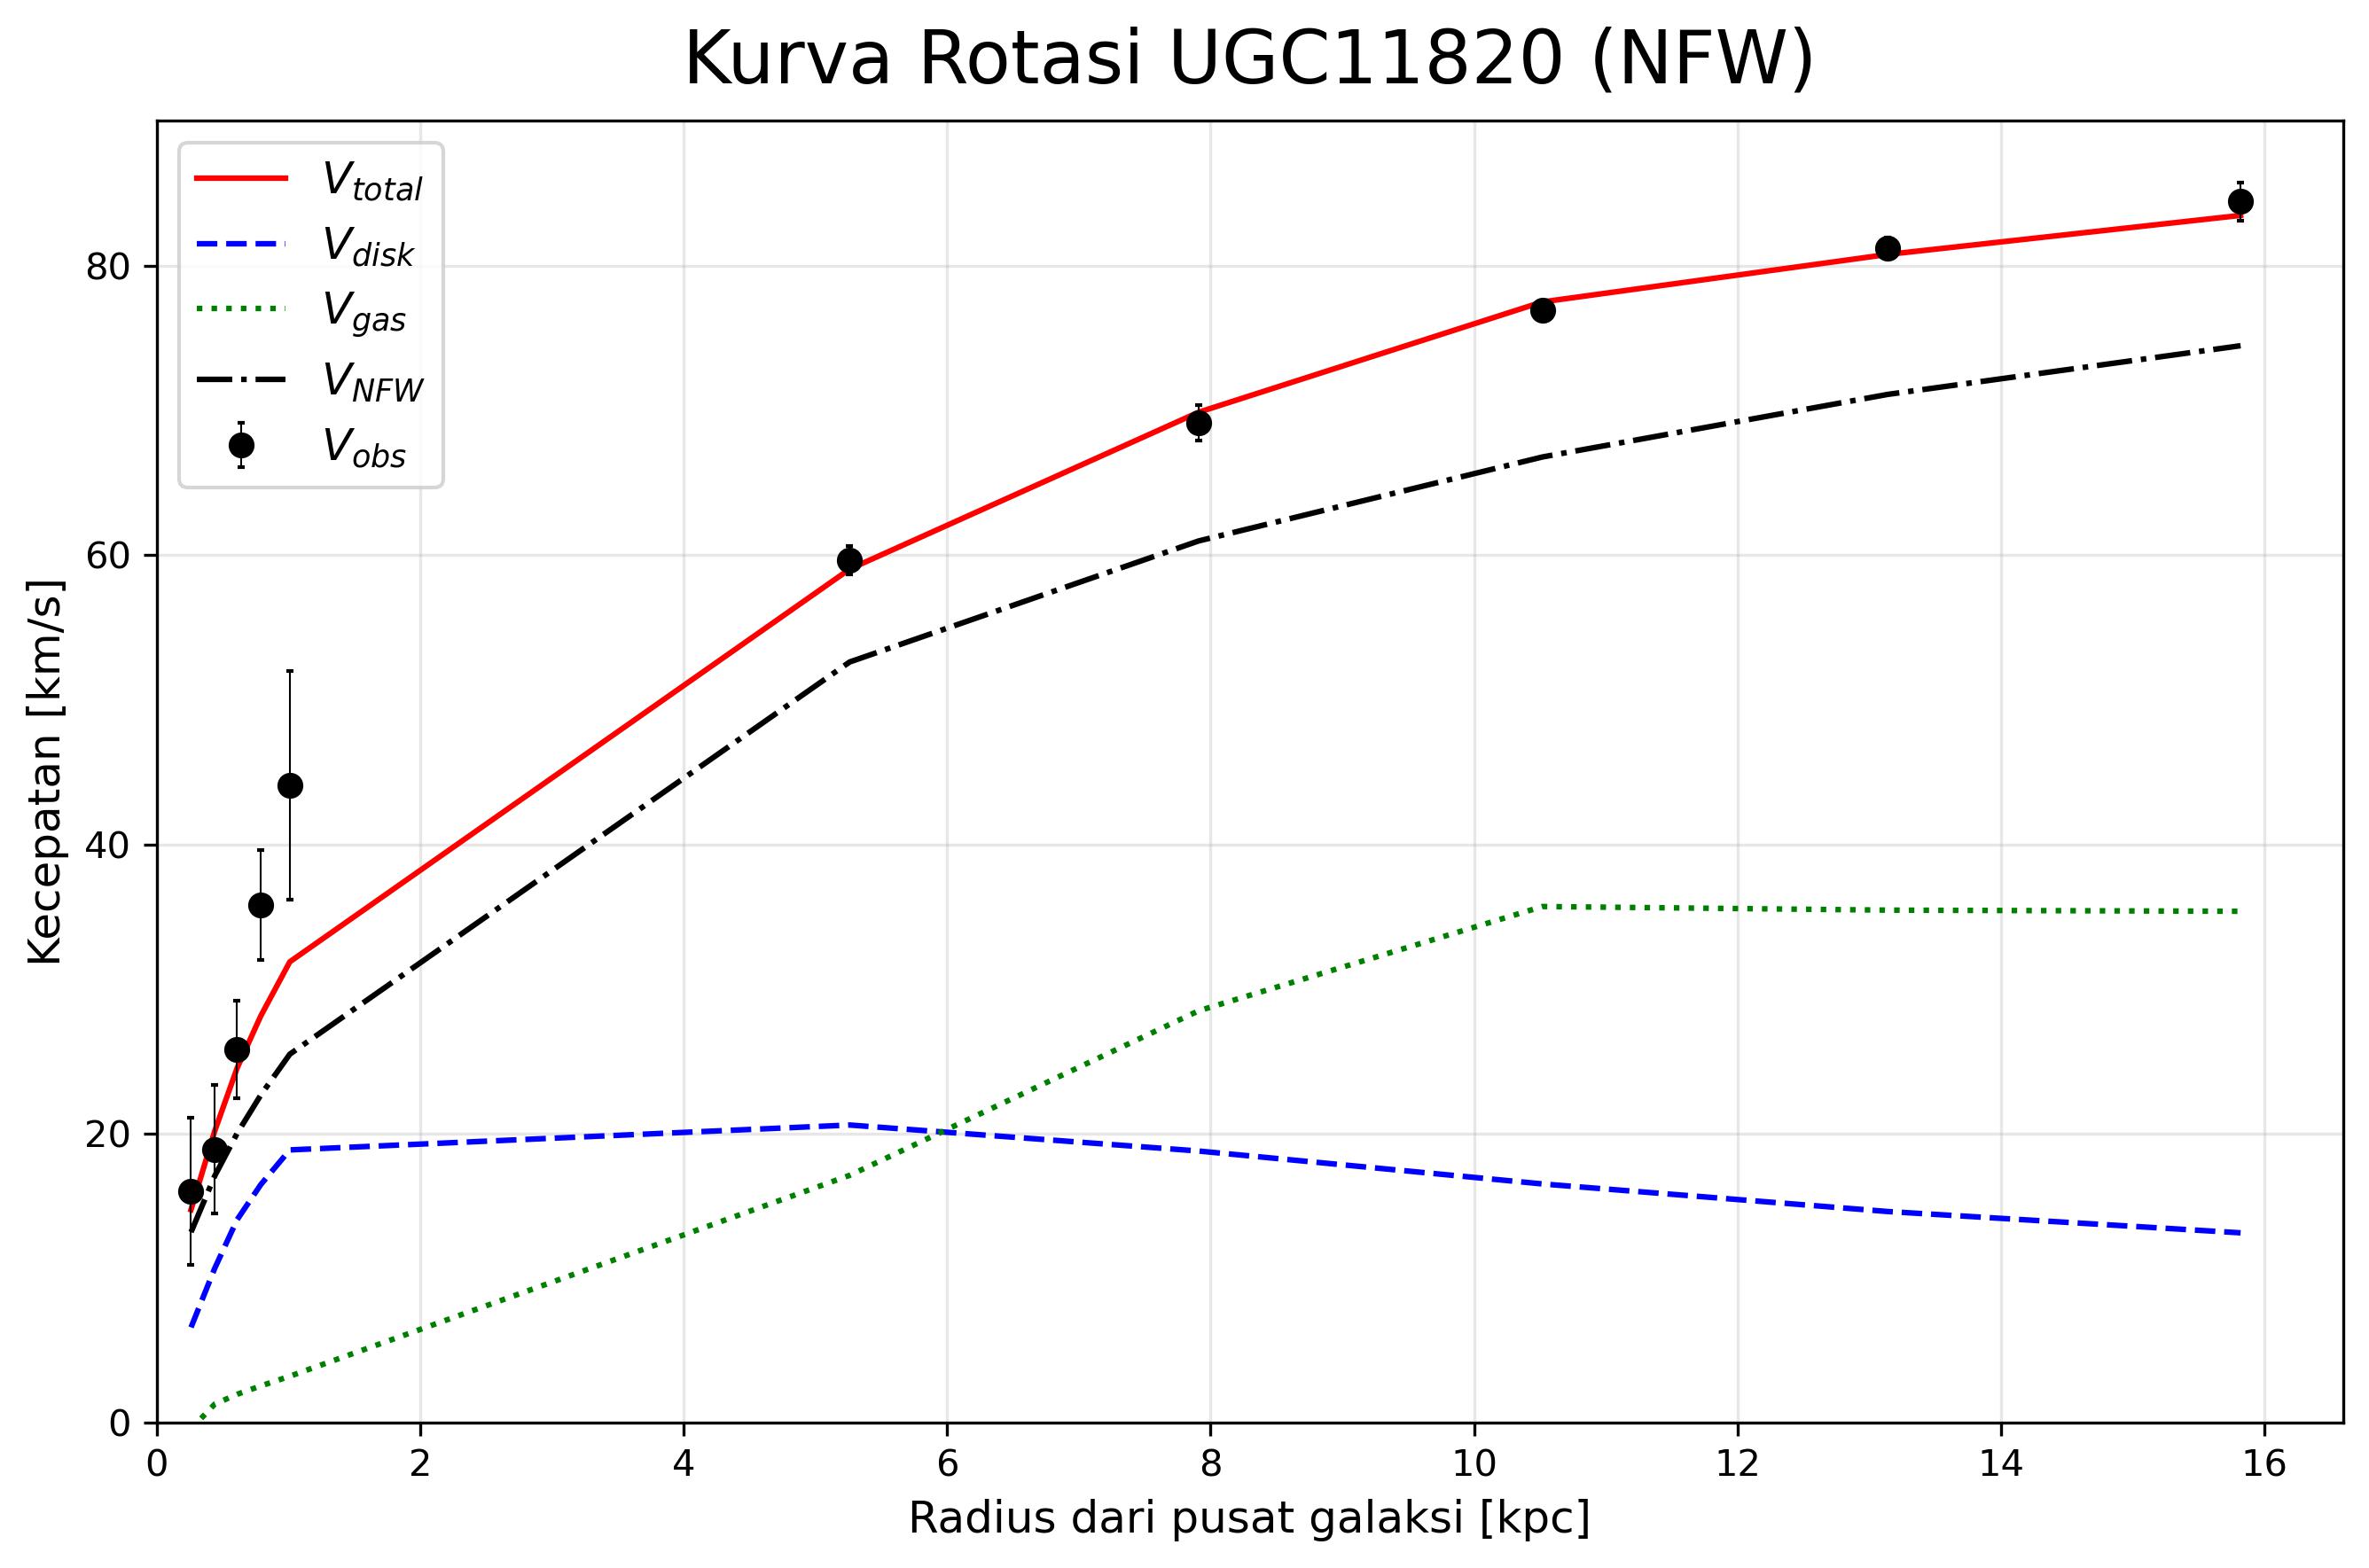 Kurva Rotasi UGC11820 (NFW)
V_total
V_disk
V_gas
V_NFW
V_obs
80
60
40
20
0
Kecepatan [km/s]
0 2 4 6 8 10 12 14 16
Radius dari pusat galaksi [kpc]